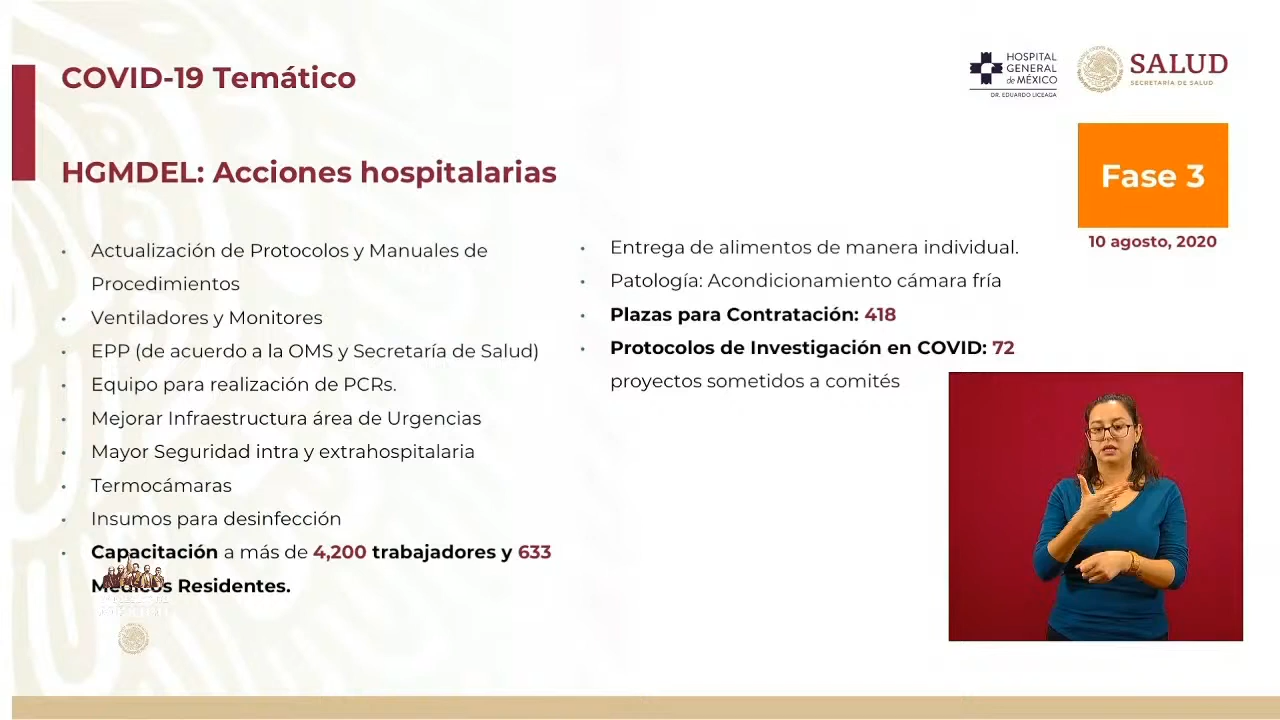 COVID-19 Temático
HOSPITAL
GENERAL
de MÉXICO
DR. EDUARDO LICEAGA
SALUD
SECRETARÍA DE SALUD
HGMDEL: Acciones hospitalarias
Fase 3
10 agosto, 2020
• Actualización de Protocolos y Manuales de
Procedimientos
• Ventiladores y Monitores
• EPP (de acuerdo a la OMS y Secretaría de Salud)
• Equipo para realización de PCRs.
• Mejorar Infraestructura área de Urgencias
• Mayor Seguridad intra y extrahospitalaria
• Termocámaras
• Insumos para desinfección
• Capacitación a más de 4,200 trabajadores y 633
Médicos Residentes.
• Entrega de alimentos de manera individual.
• Patología: Acondicionamiento cámara fría
• Plazas para Contratación: 418
• Protocolos de Investigación en COVID: 72
proyectos sometidos a comités